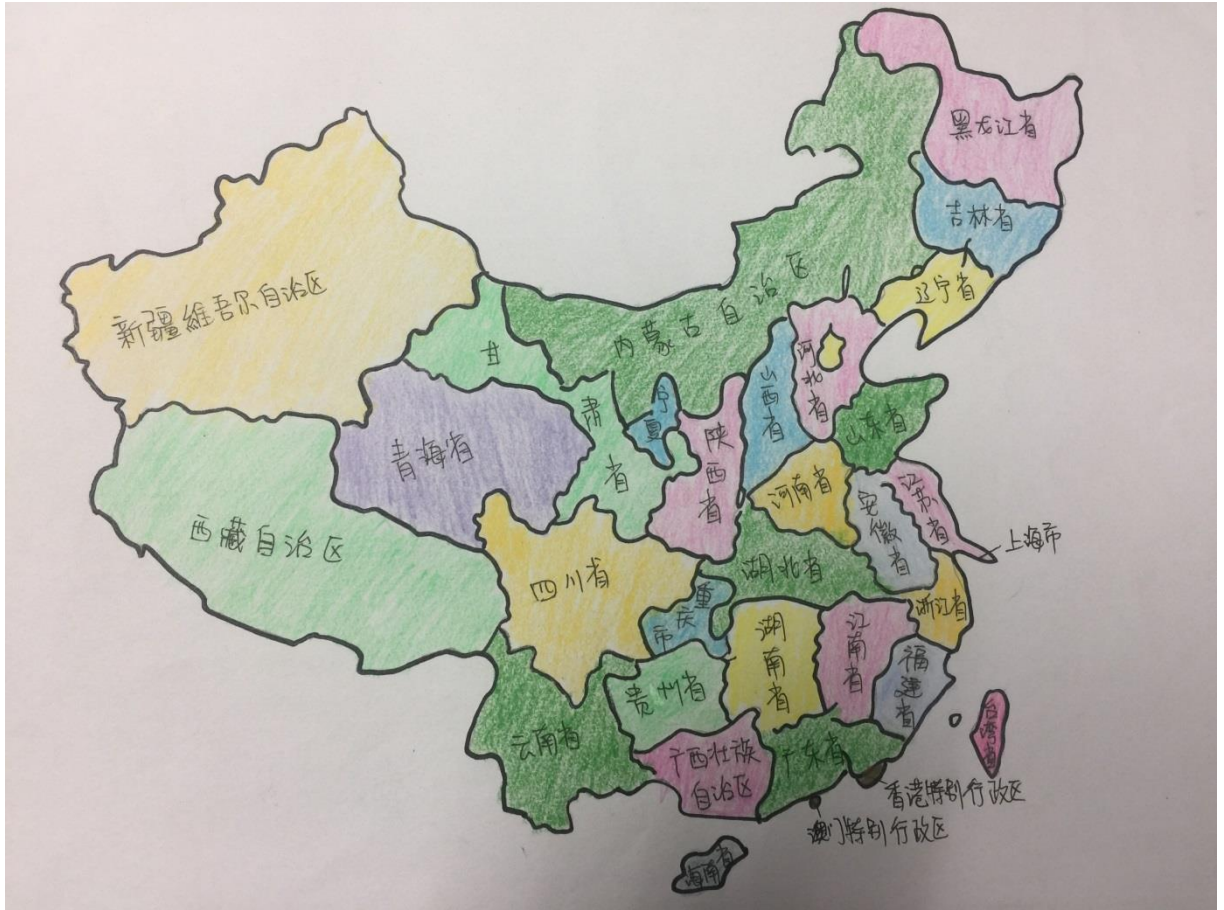 黑龙江省
吉林省
辽宁省
内蒙古自治区
新疆維吾尔自治区
甘肃省
宁夏
青海省
西藏自治区
陕西省
山西省
河北省
山东省
河南省
江苏省
安徽省
上海市
四川省
重庆市
湖北省
浙江省
湖南省
江南省
福建省
贵州省
云南省
广西壮族
自治区
广东省
台湾省
香港特别行政区
澳门特别行政区
海南省